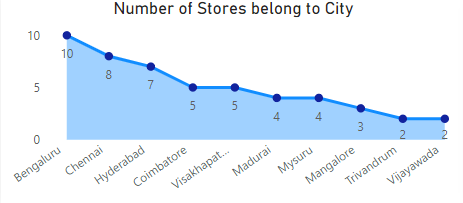 Number of Stores belong to City
10
5
0
10
8
7
5
5
4
4
3
2
2
Bengaluru
Chennai
Hyderabad
Coimbatore
Visakhapat...
Madurai
Mysuru
Mangalore
Trivandrum
Vijayawada